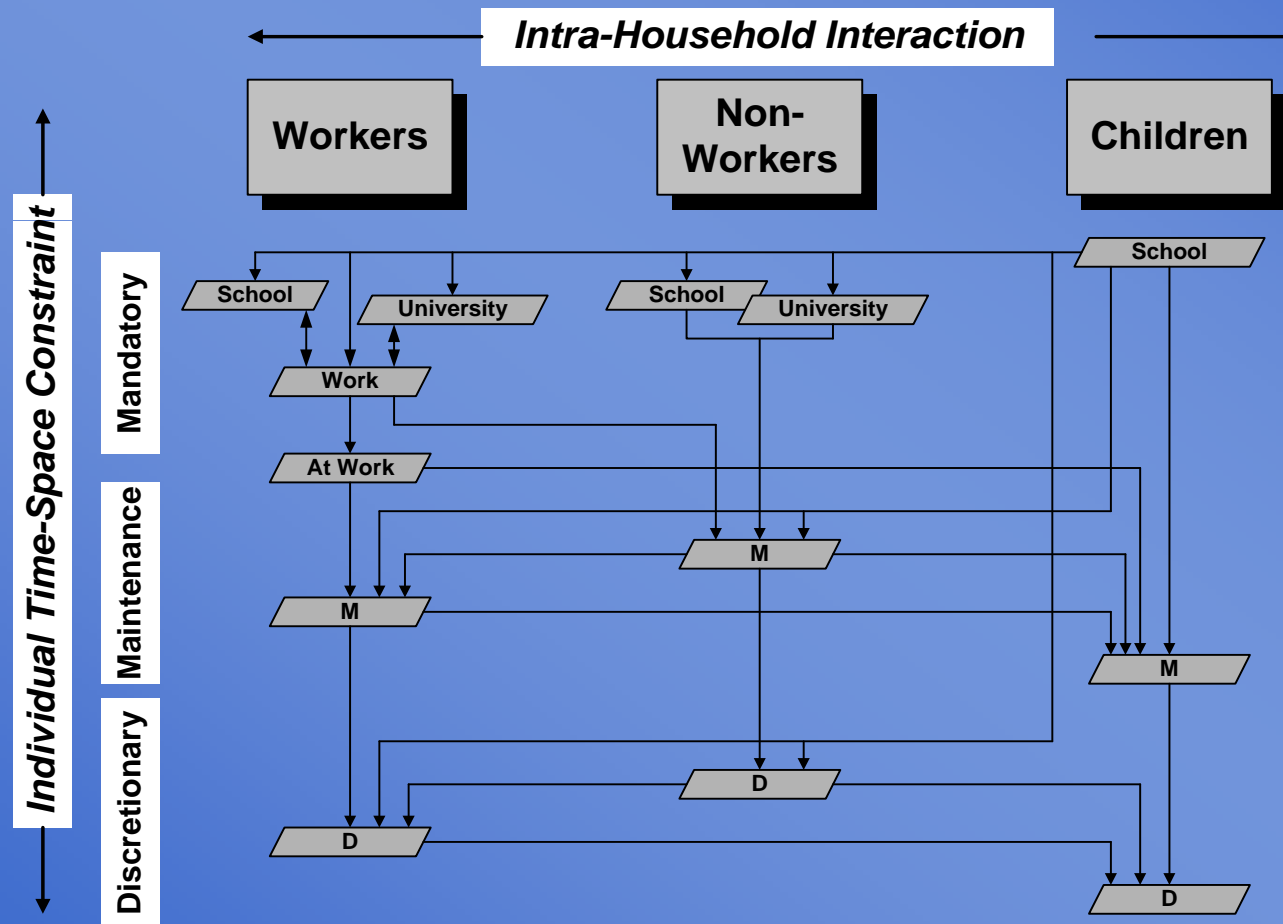 Intra-Household Interaction
Workers
Non-
Workers
Children
Individual Time-Space Constraint
Mandatory
Maintenance
Discretionary
School
School
University
School
University
Work
At Work
M
M
M
D
D
D